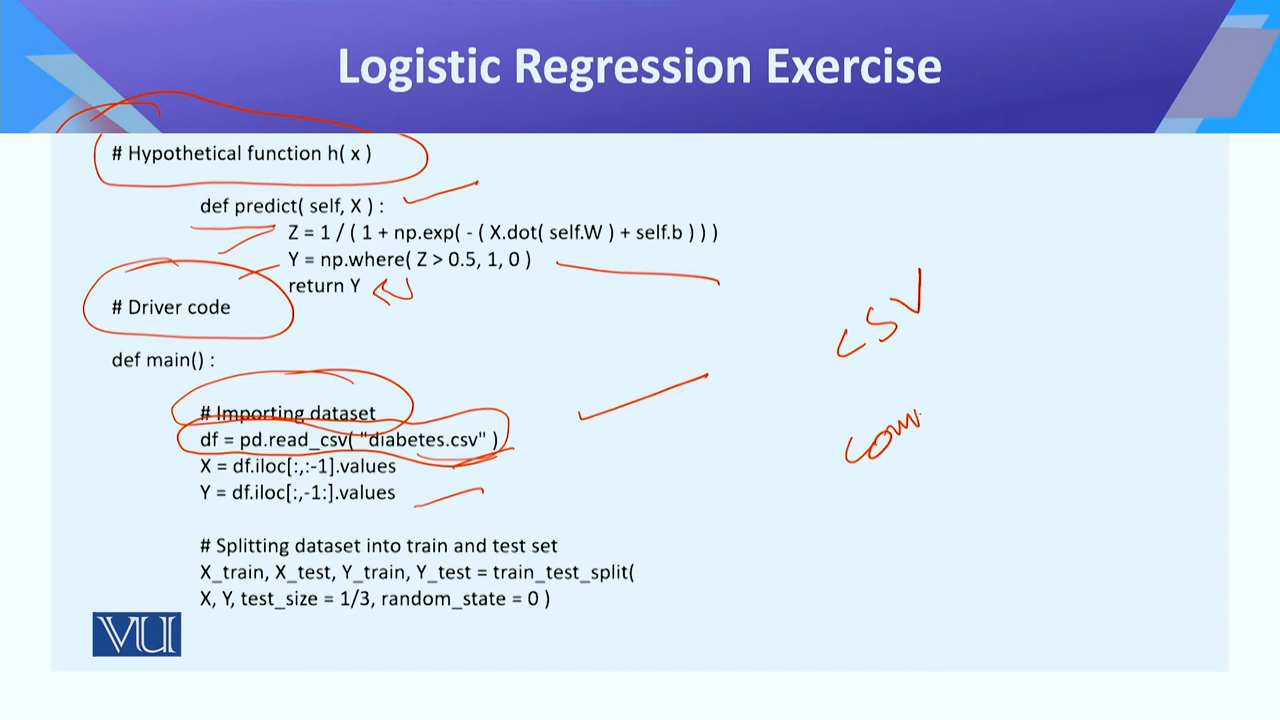 Logistic Regression Exercise
# Hypothetical function h( x )
def predict( self, X ) :
Z = 1 / ( 1 + np.exp( - ( X.dot( self.W ) + self.b ) ) )
Y = np.where( Z > 0.5, 1, 0 )
return Y
# Driver code
def main() :
# Importing dataset
df = pd.read_csv( "diabetes.csv" )
X = df.iloc[:,:-1].values
Y = df.iloc[:,-1:].values
# Splitting dataset into train and test set
X_train, X_test, Y_train, Y_test = train_test_split(
X, Y, test_size = 1/3, random_state = 0 )
VU
CSV
com